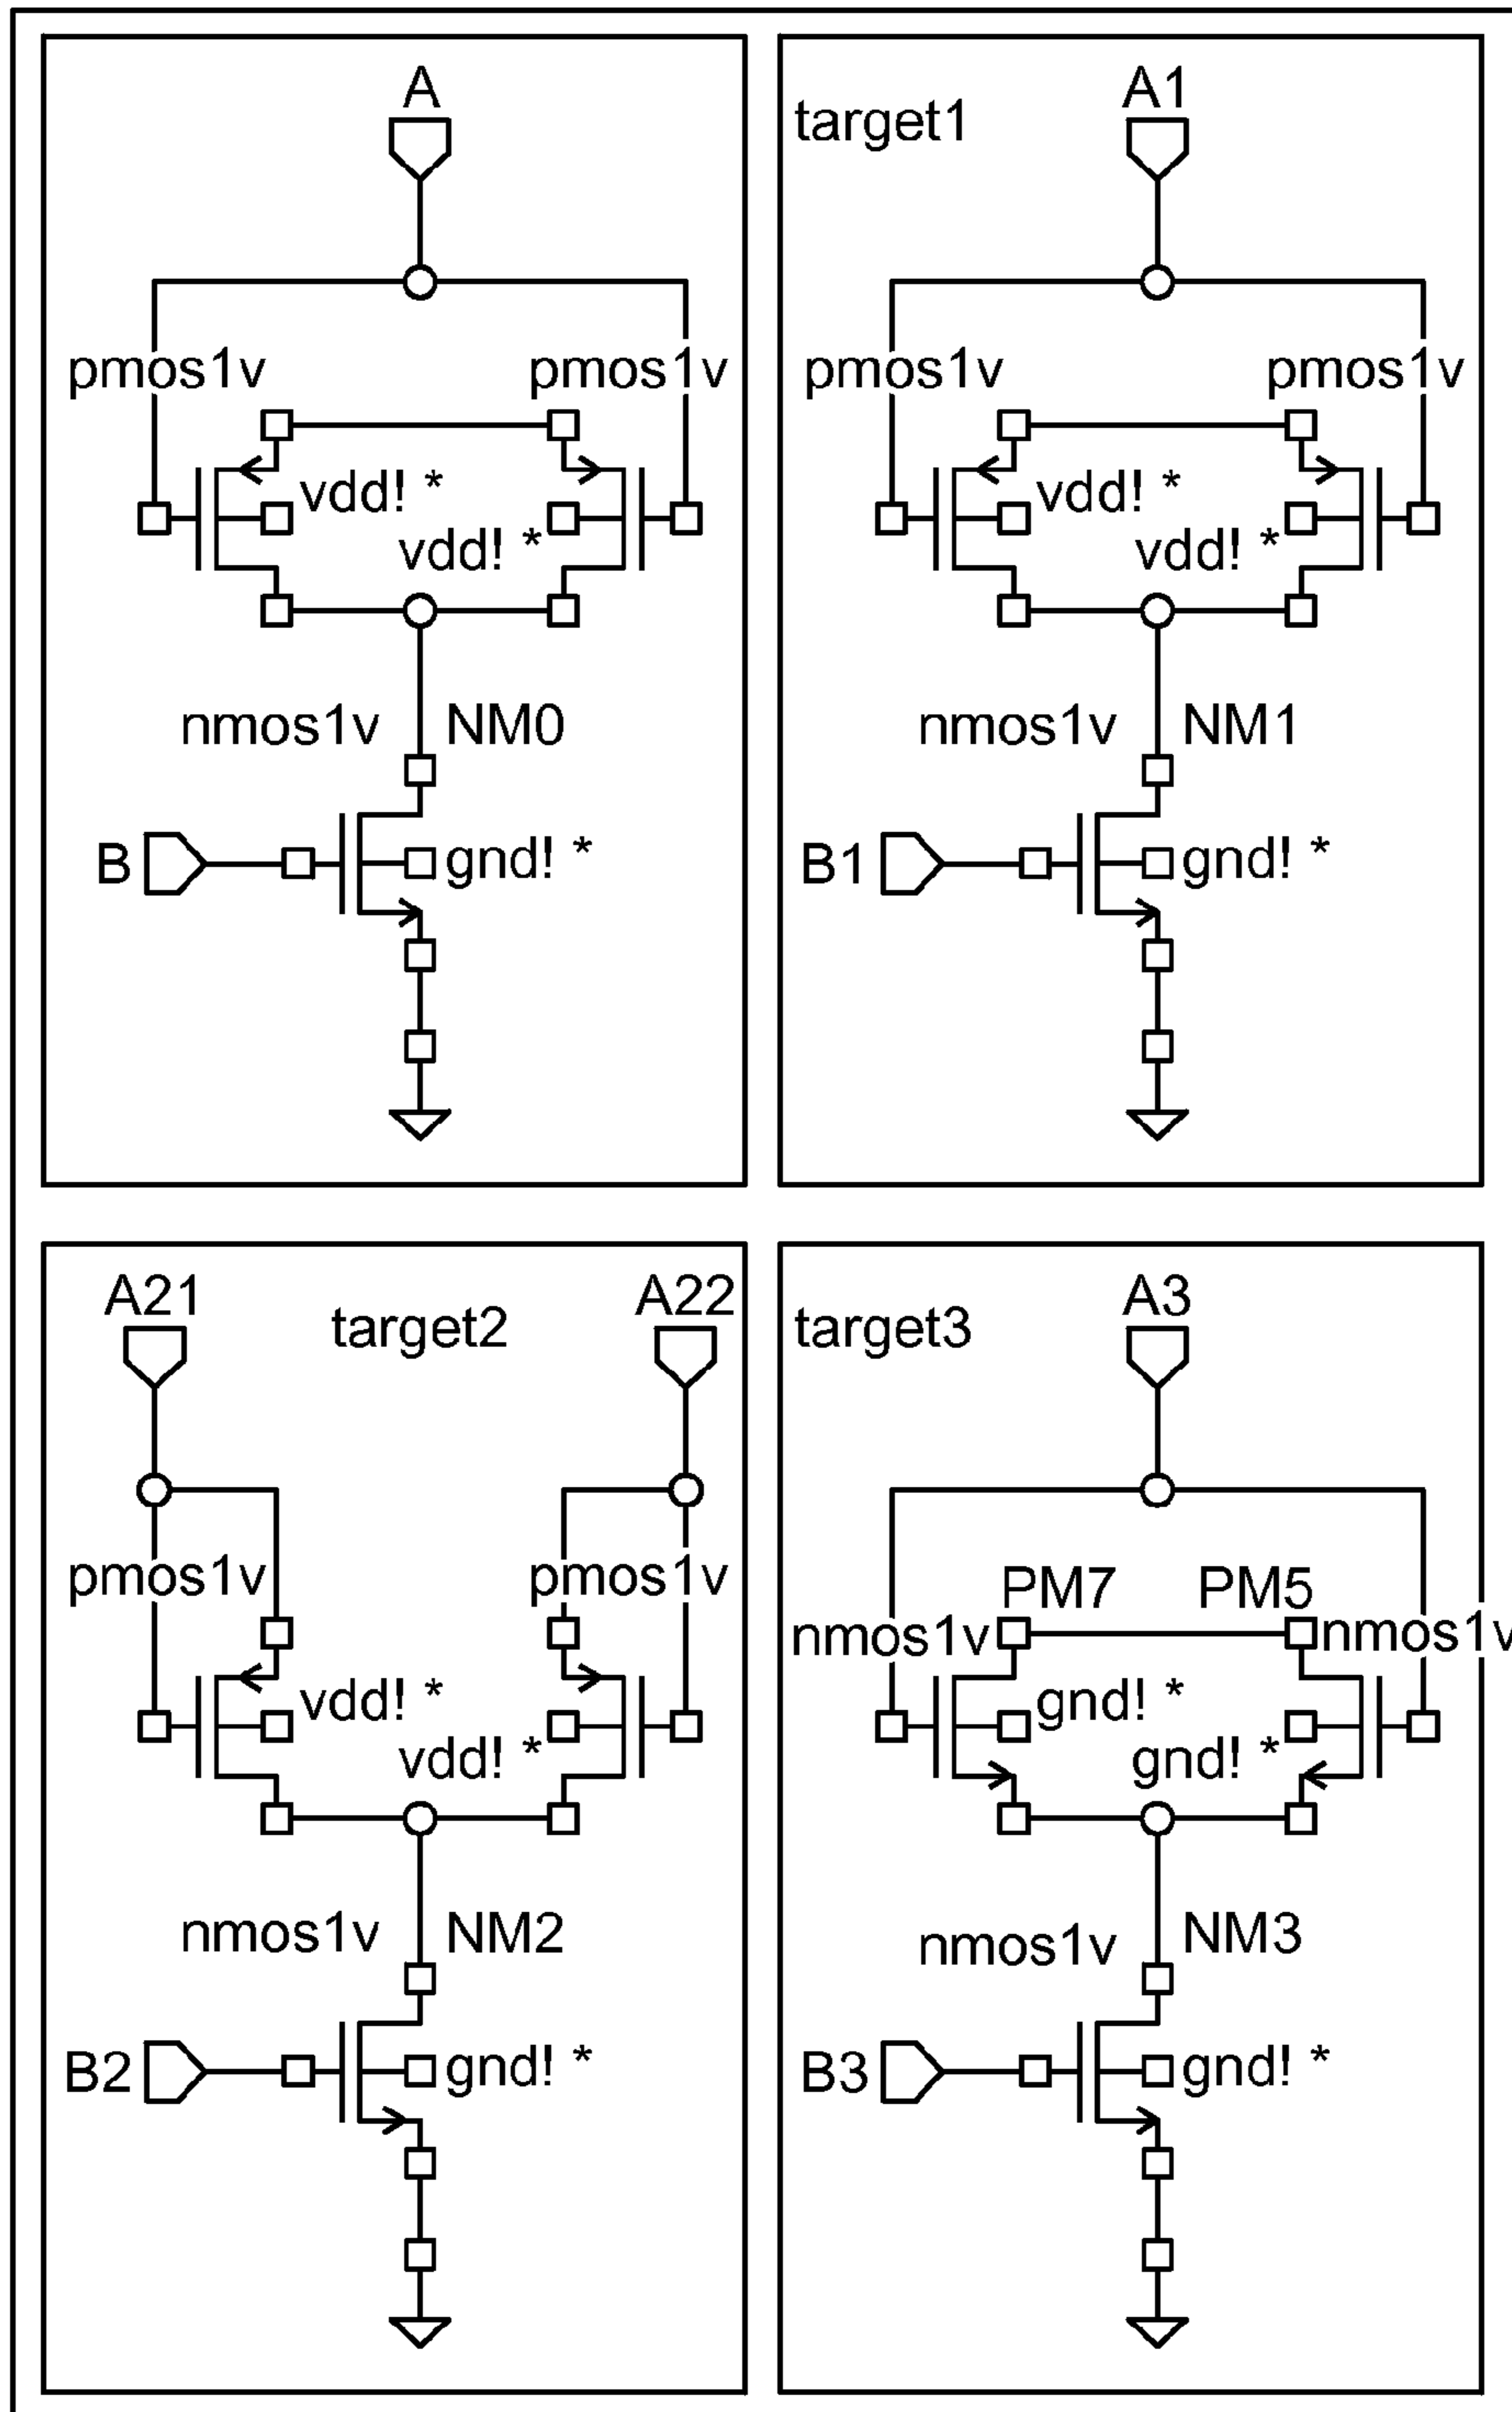 A
pmos1v pmos1v
vdd! *
vdd! *
nmos1v NM0
B gnd! *
target1 A1
pmos1v pmos1v
vdd! *
vdd! *
nmos1v NM1
B1 gnd! *
A21 target2 A22
pmos1v pmos1v
vdd! *
vdd! *
nmos1v NM2
B2 gnd! *
target3 A3
PM7 PM5
nmos1v nmos1v
gnd! *
gnd! *
nmos1v NM3
B3 gnd! *